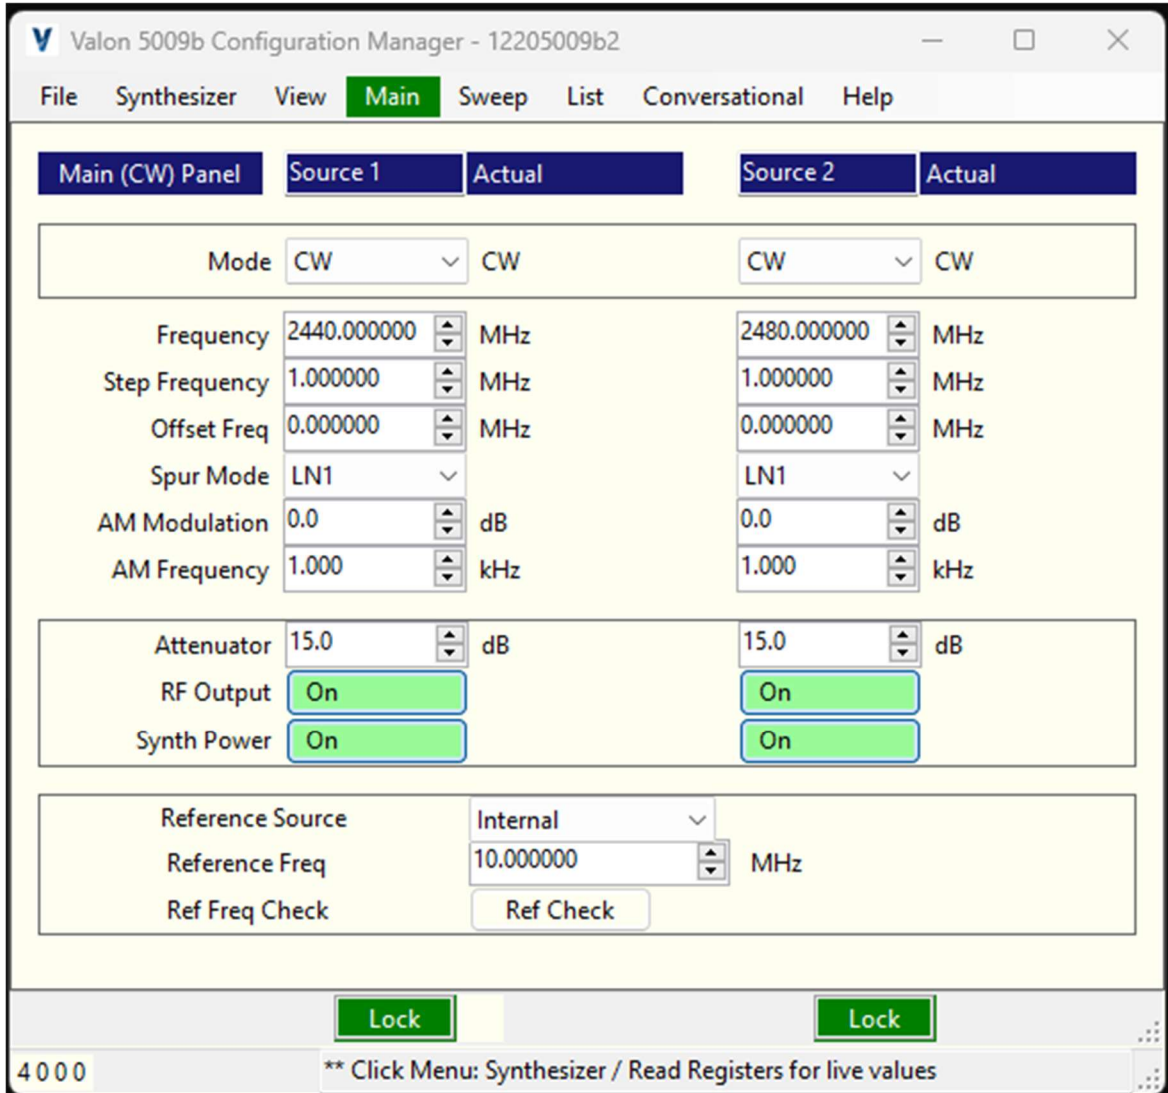 Valon 5009b Configuration Manager - 12205009b2
File Synthesizer View Main Sweep List Conversational Help
Main (CW) Panel Source 1 Actual Source 2 Actual
Mode CW CW CW CW
Frequency 2440.000000 MHz 2480.000000 MHz
Step Frequency 1.000000 MHz 1.000000 MHz
Offset Freq 0.000000 MHz 0.000000 MHz
Spur Mode LN1 LN1
AM Modulation 0.0 dB 0.0 dB
AM Frequency 1.000 kHz 1.000 kHz
Attenuator 15.0 dB 15.0 dB
RF Output On On
Synth Power On On
Reference Source Internal
Reference Freq 10.000000 MHz
Ref Freq Check Ref Check
Lock Lock
4 0 0 0 ** Click Menu: Synthesizer / Read Registers for live values